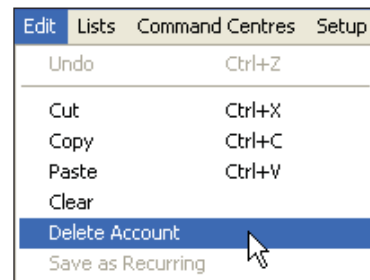 Edit Lists Command Centres Setup
Undo Ctrl+Z
Cut Ctrl+X
Copy Ctrl+C
Paste Ctrl+V
Clear
Delete Account
Save as Recurring